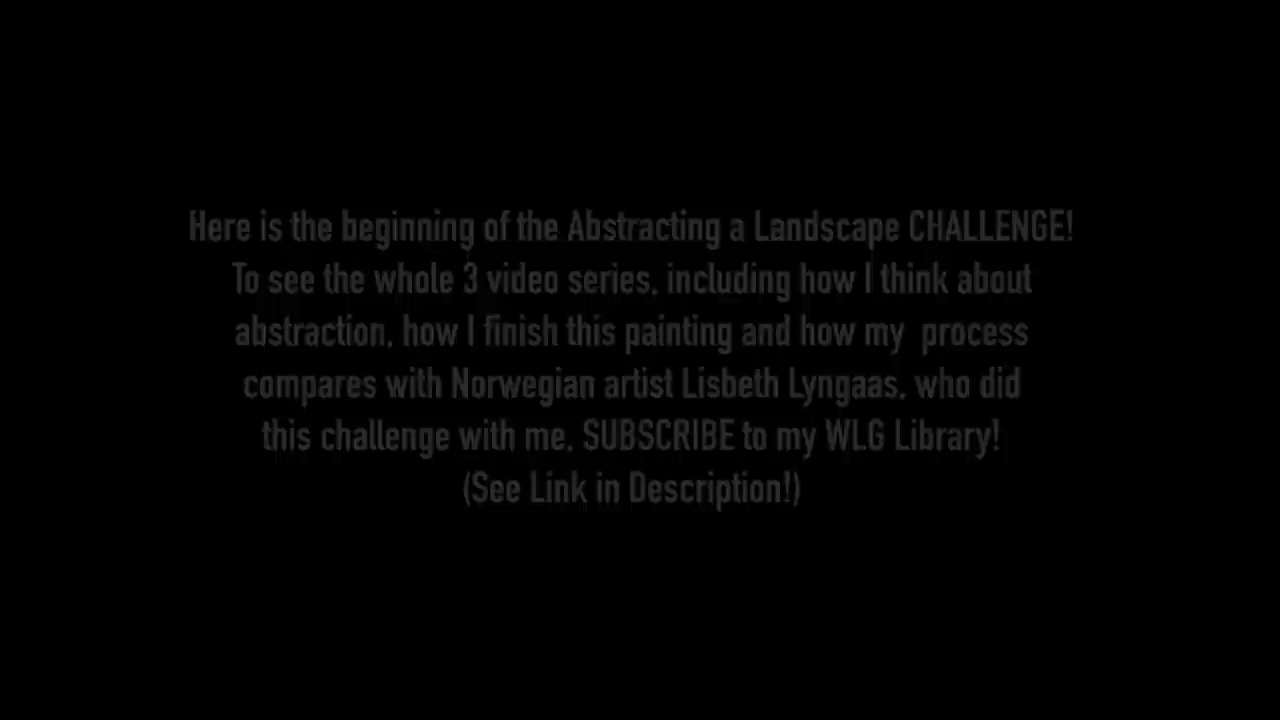 Here is the beginning of the Abstracting a Landscape CHALLENGE!
To see the whole 3 video series, including how I think about
abstraction, how I finish this painting and how my process
compares with Norwegian artist Lisbeth Lyngaas, who did
this challenge with me, SUBSCRIBE to my WLG Library!
(See Link in Description!)